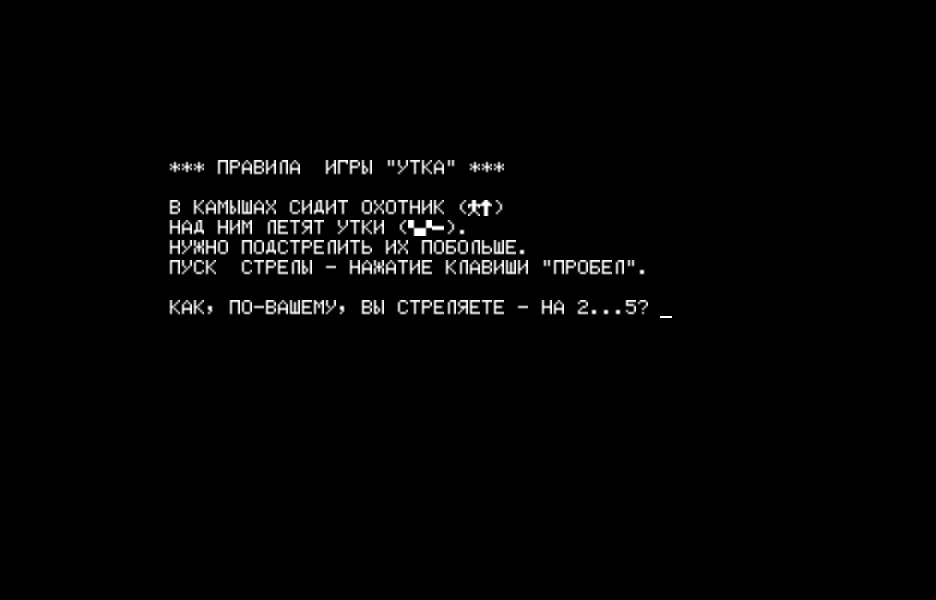 *** ПРАВИЛА ИГРЫ "УТКА" ***
В КАМЫШАХ СИДИТ ОХОТНИК ( )
НАД НИМ ЛЕТЯТ УТКИ ( ).
НУЖНО ПОДСТРЕЛИТЬ ИХ ПОБОЛЬШЕ.
ПУСК СТРЕЛЫ - НАЖАТИЕ КЛАВИШИ "ПРОБЕЛ".
КАК, ПО-ВАШЕМУ, ВЫ СТРЕЛЯЕТЕ - НА 2...5? _